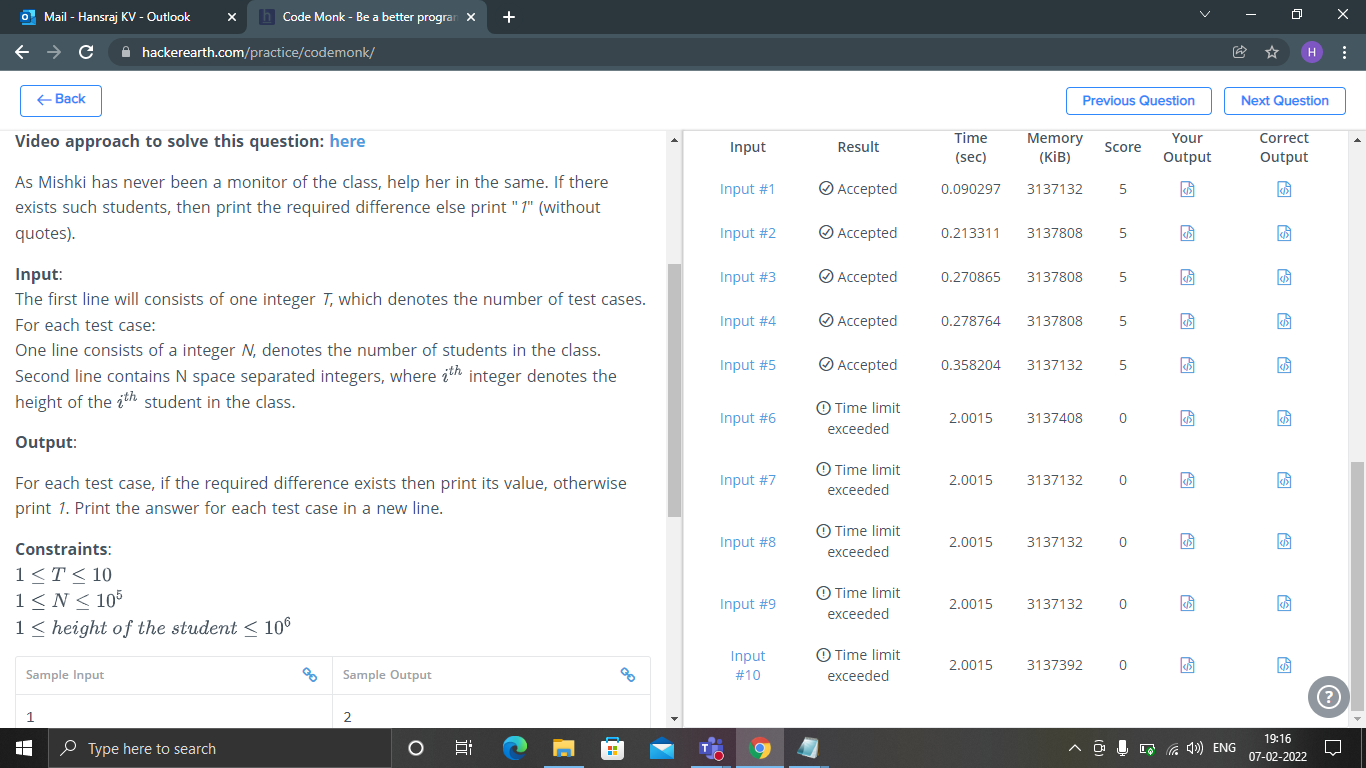 Mail - Hansraj KV - Outlook
Code Monk - Be a better program
hackerearth.com/practice/codemonk/
H
← Back
Previous Question
Next Question
Video approach to solve this question: here
As Mishki has never been a monitor of the class, help her in the same. If there
exists such students, then print the required difference else print "1" (without
quotes).
Input:
The first line will consists of one integer T, which denotes the number of test cases.
For each test case:
One line consists of a integer N, denotes the number of students in the class.
Second line contains N space separated integers, where i^th integer denotes the
height of the i^th student in the class.
Output:
For each test case, if the required difference exists then print its value, otherwise
print 1. Print the answer for each test case in a new line.
Constraints:
1 ≤ T ≤ 10
1 ≤ N ≤ 10^5
1 ≤ height of the student ≤ 10^6
Sample Input
Sample Output
1
2
Input Result Time (sec) Memory (KiB) Score Your Output Correct Output
Input #1 Accepted 0.090297 3137132 5
Input #2 Accepted 0.213311 3137808 5
Input #3 Accepted 0.270865 3137808 5
Input #4 Accepted 0.278764 3137808 5
Input #5 Accepted 0.358204 3137132 5
Input #6 Time limit exceeded 2.0015 3137408 0
Input #7 Time limit exceeded 2.0015 3137132 0
Input #8 Time limit exceeded 2.0015 3137132 0
Input #9 Time limit exceeded 2.0015 3137132 0
Input #10 Time limit exceeded 2.0015 3137392 0
?
Type here to search
ENG
19:16
07-02-2022